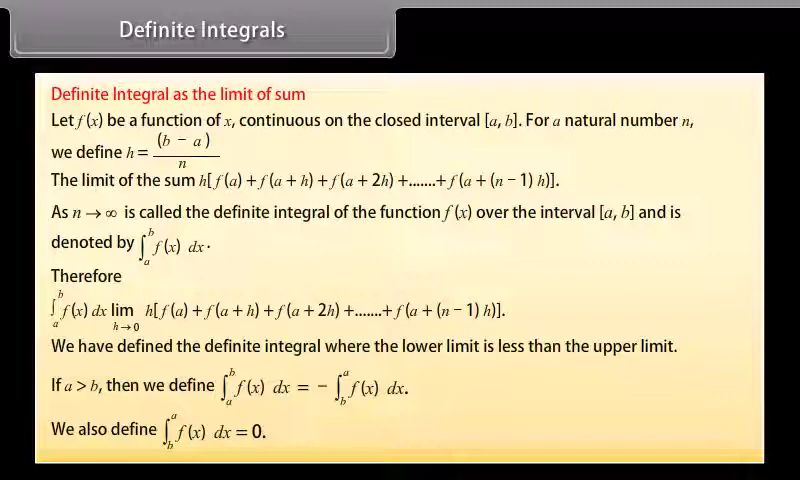 Definite Integrals
Definite Integral as the limit of sum
Let f (x) be a function of x, continuous on the closed interval [a, b]. For a natural number n,
we define h = (b − a) / n
The limit of the sum h[ f (a) + f (a + h) + f (a + 2h) +.......+ f (a + (n − 1) h)].
As n → ∞ is called the definite integral of the function f (x) over the interval [a, b] and is
denoted by ∫_a^b f (x) dx.
Therefore
∫_a^b f (x) dx lim_{h→0} h[ f (a) + f (a + h) + f (a + 2h) +.......+ f (a + (n − 1) h)].
We have defined the definite integral where the lower limit is less than the upper limit.
If a > b, then we define ∫_a^b f (x) dx = − ∫_b^a f (x) dx.
We also define ∫_b^a f (x) dx = 0.